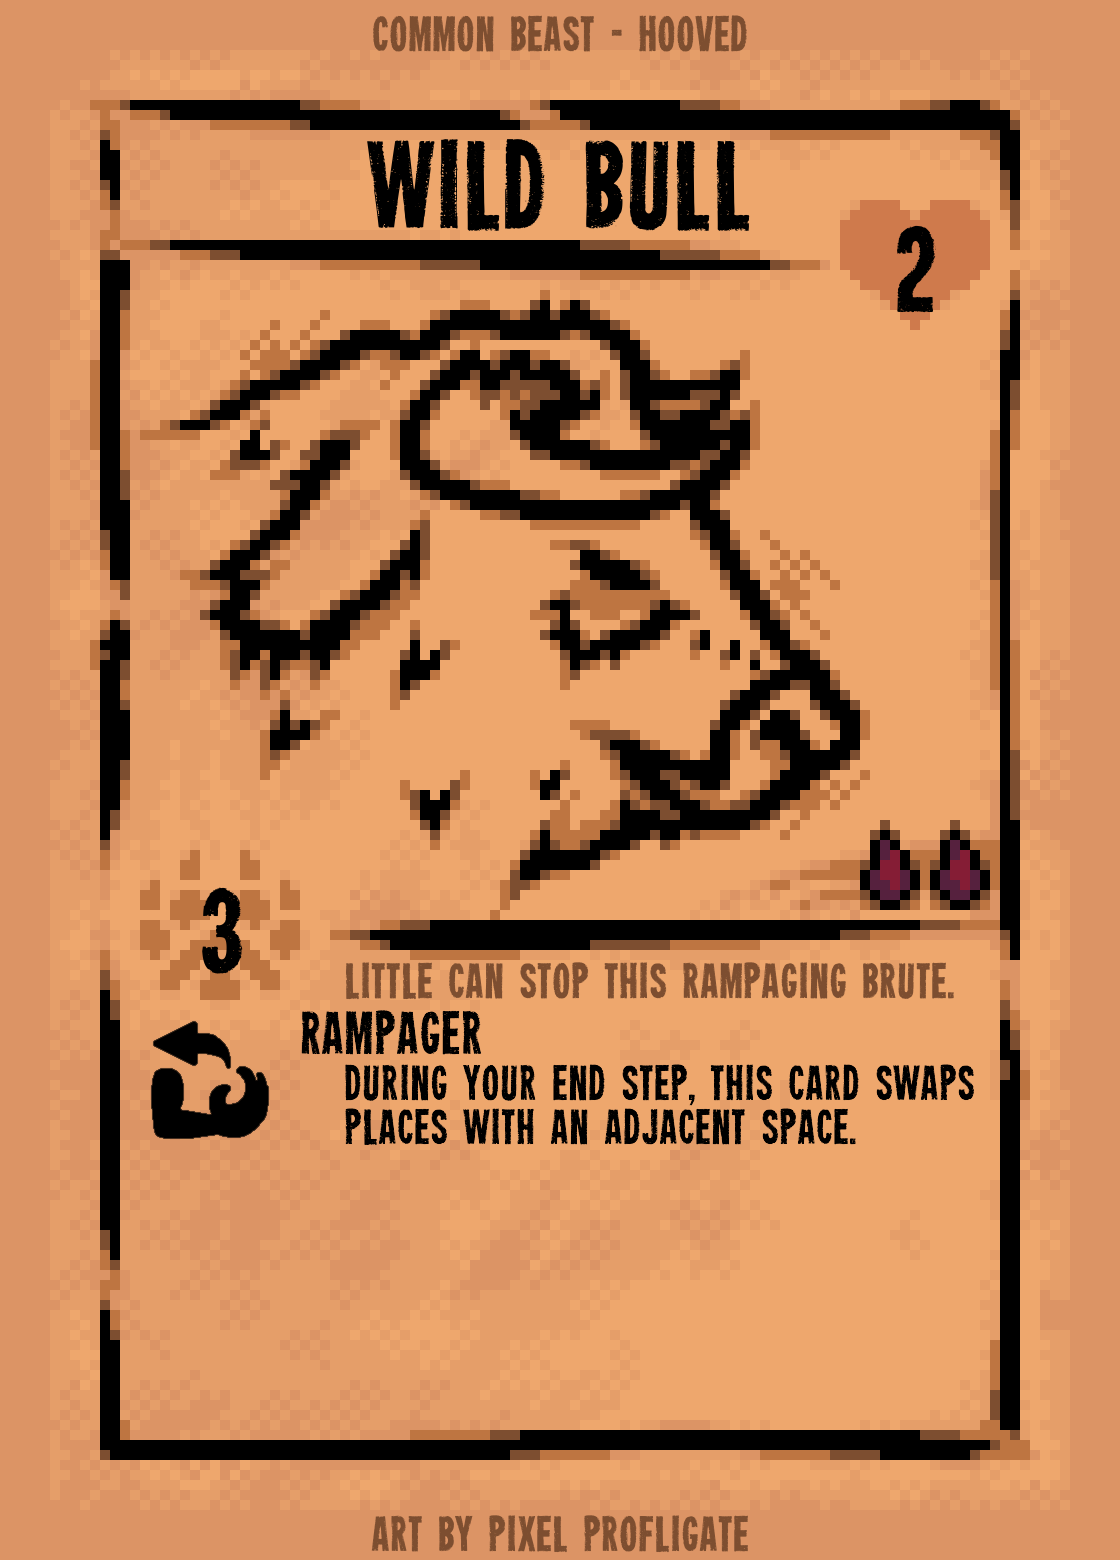 COMMON BEAST - HOOVED
WILD BULL
2
3
LITTLE CAN STOP THIS RAMPAGING BRUTE.
RAMPAGER
DURING YOUR END STEP, THIS CARD SWAPS
PLACES WITH AN ADJACENT SPACE.
ART BY PIXEL PROFLIGATE